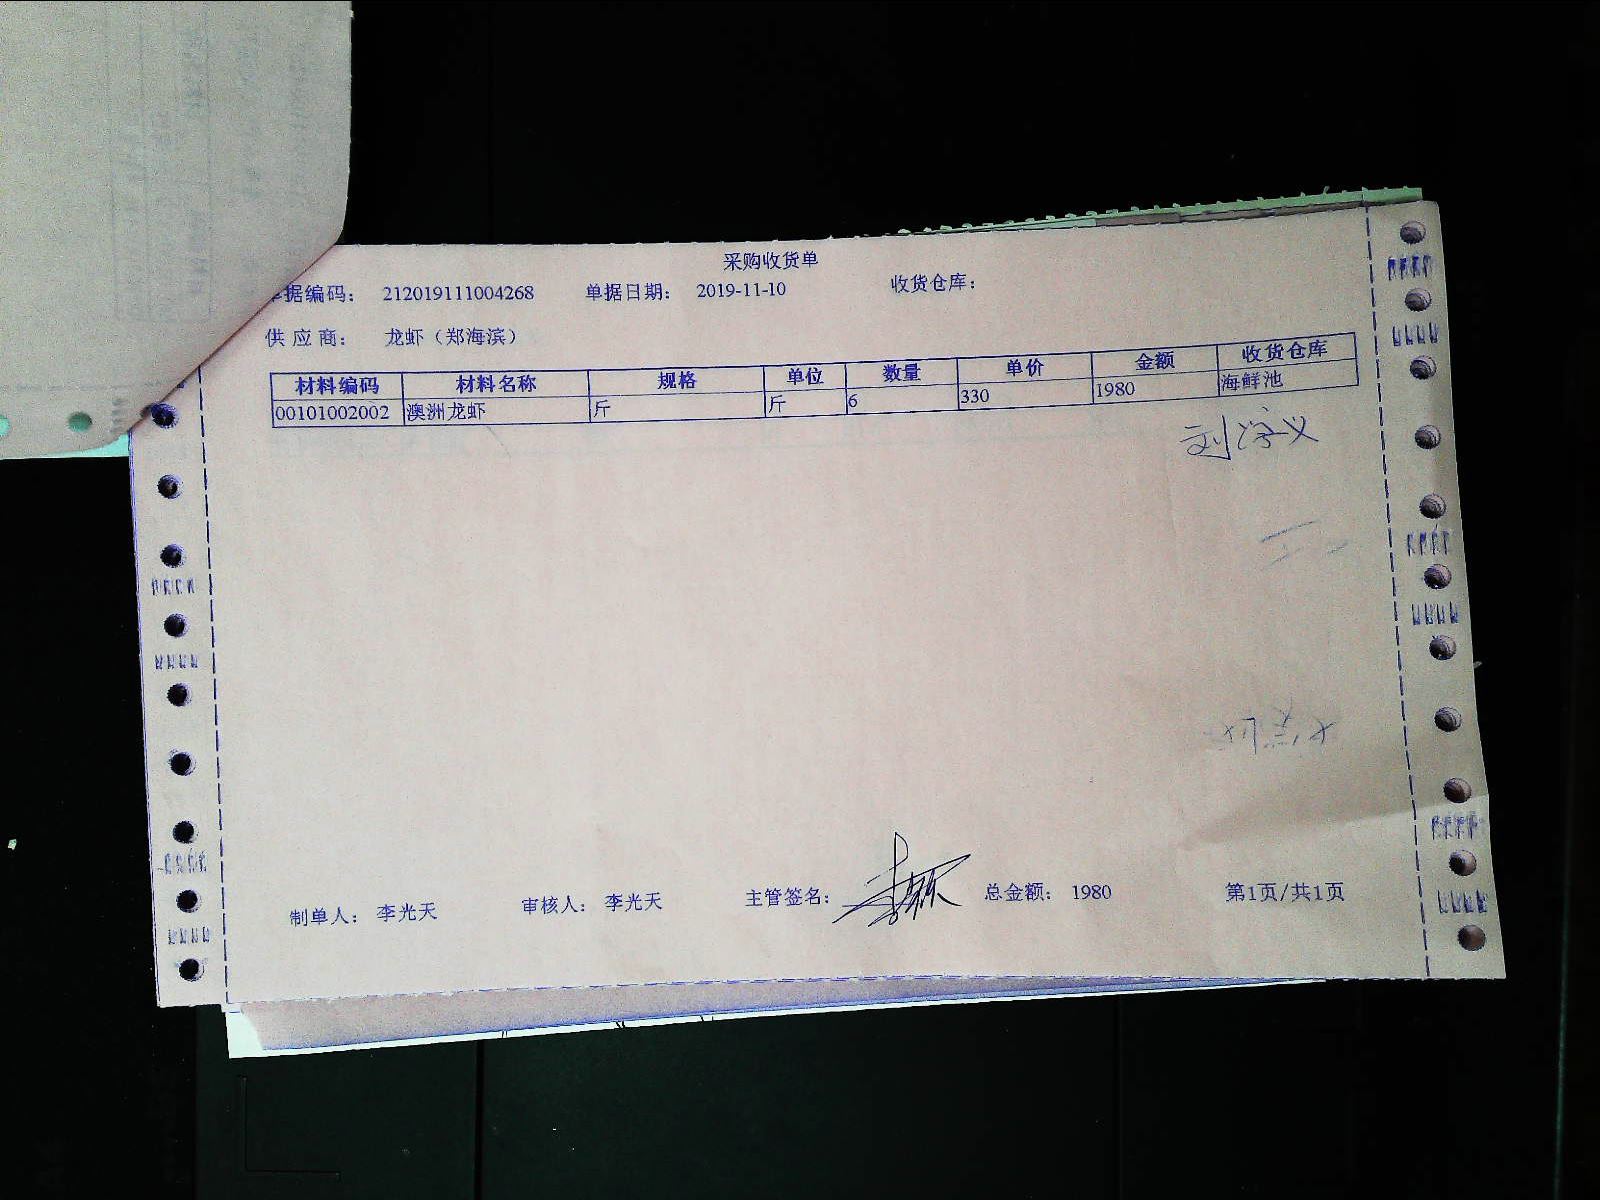 采购收货单
单据编码： 212019111004268 单据日期： 2019-11-10 收货仓库：
供 应 商： 龙虾（郑海滨）
材料编码 材料名称 规格 单位 数量 单价 金额 收货仓库
00101002002 澳洲龙虾 斤 斤 6 330 1980 海鲜池
制单人： 李光天 审核人： 李光天 主管签名： 总金额： 1980 第1页/共1页